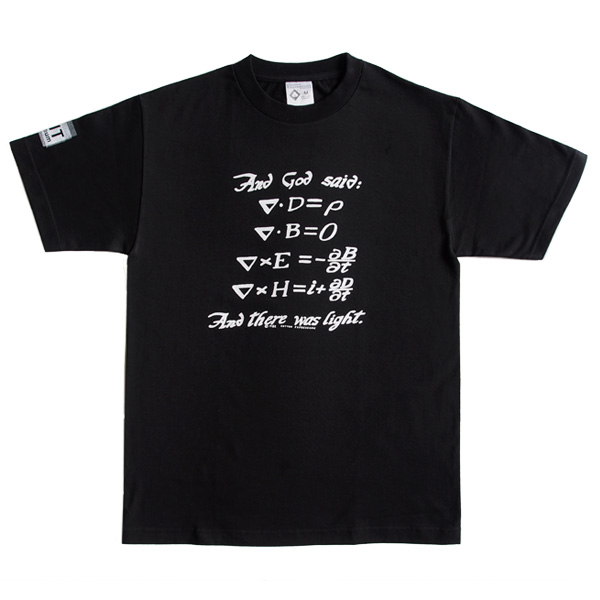 And God said:
∇·D=ρ
∇·B=0
∇×E=-∂B/∂t
∇×H=i+∂D/∂t
And there was light.